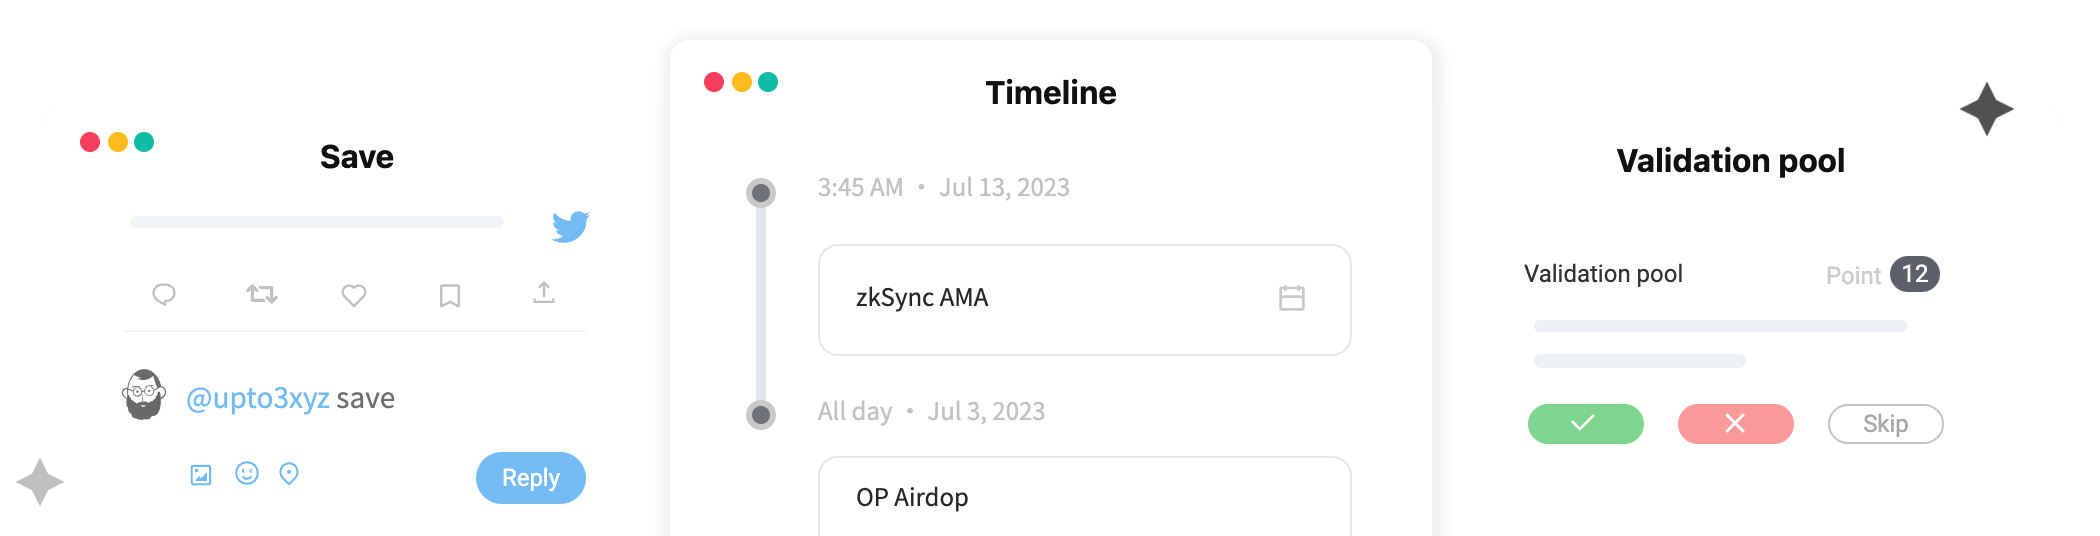 Save
@upto3xyz save
Reply
Timeline
3:45 AM • Jul 13, 2023
zkSync AMA
All day • Jul 3, 2023
OP Airdop
Validation pool
Validation pool
Point 12
Skip